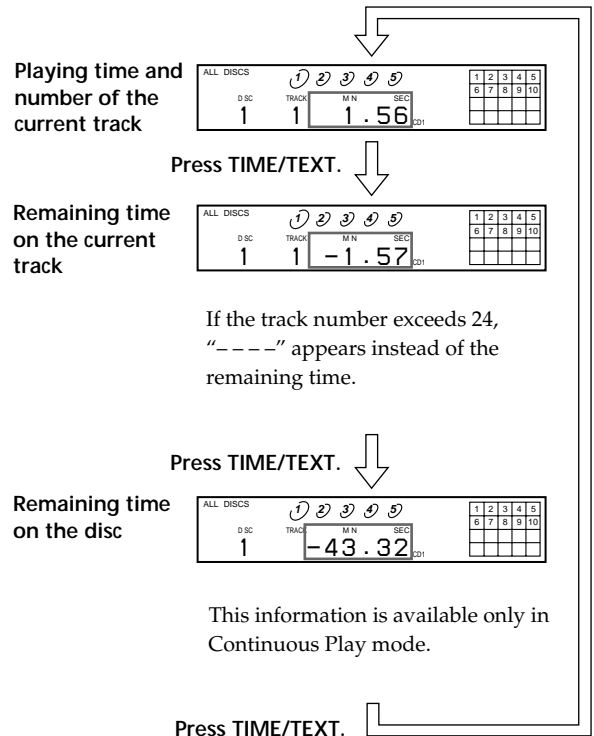 Playing time and
number of the
current track
ALL DISCS
1 2 3 4 5
DISC TRACK MIN SEC
1 1 1.56 CD1
1 2 3 4 5
6 7 8 9 10
Press TIME/TEXT.
Remaining time
on the current
track
ALL DISCS
1 2 3 4 5
DISC TRACK MIN SEC
1 1 –1.57 CD1
1 2 3 4 5
6 7 8 9 10
If the track number exceeds 24,
“– – – –” appears instead of the
remaining time.
Press TIME/TEXT.
Remaining time
on the disc
ALL DISCS
1 2 3 4 5
DISC TRACK MIN SEC
1 –43.32 CD1
1 2 3 4 5
6 7 8 9 10
This information is available only in
Continuous Play mode.
Press TIME/TEXT.